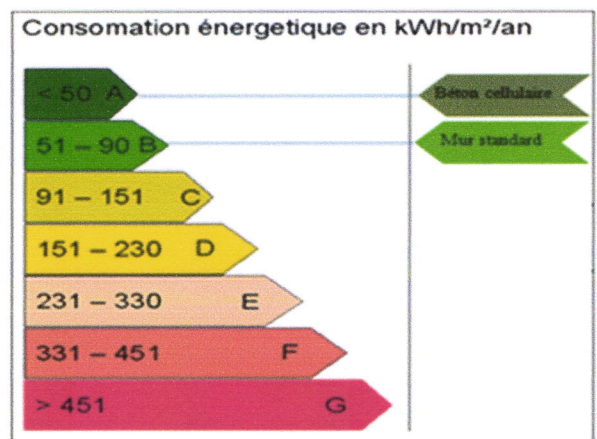 Consomation énergetique en kWh/m²/an
< 50 A
Béton cellulaire
51 – 90 B
Mur standard
91 – 151 C
151 – 230 D
231 – 330 E
331 – 451 F
> 451 G